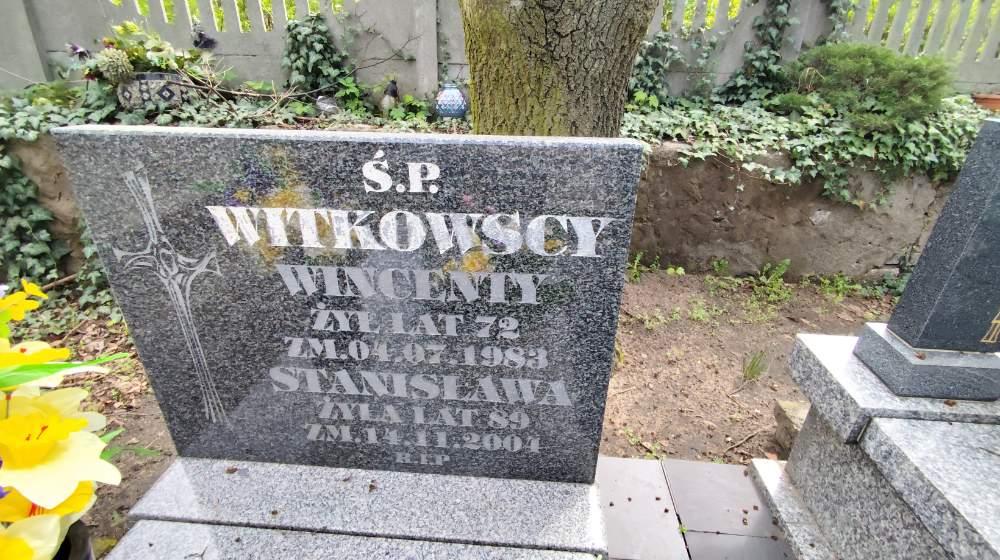 Ś.P.
WITKOWSCY
WINCENTY
ŻYŁ LAT 72
ZM.04.07.1983
STANISŁAWA
ŻYŁA LAT 89
ZM.14.11.2004
R.I.P